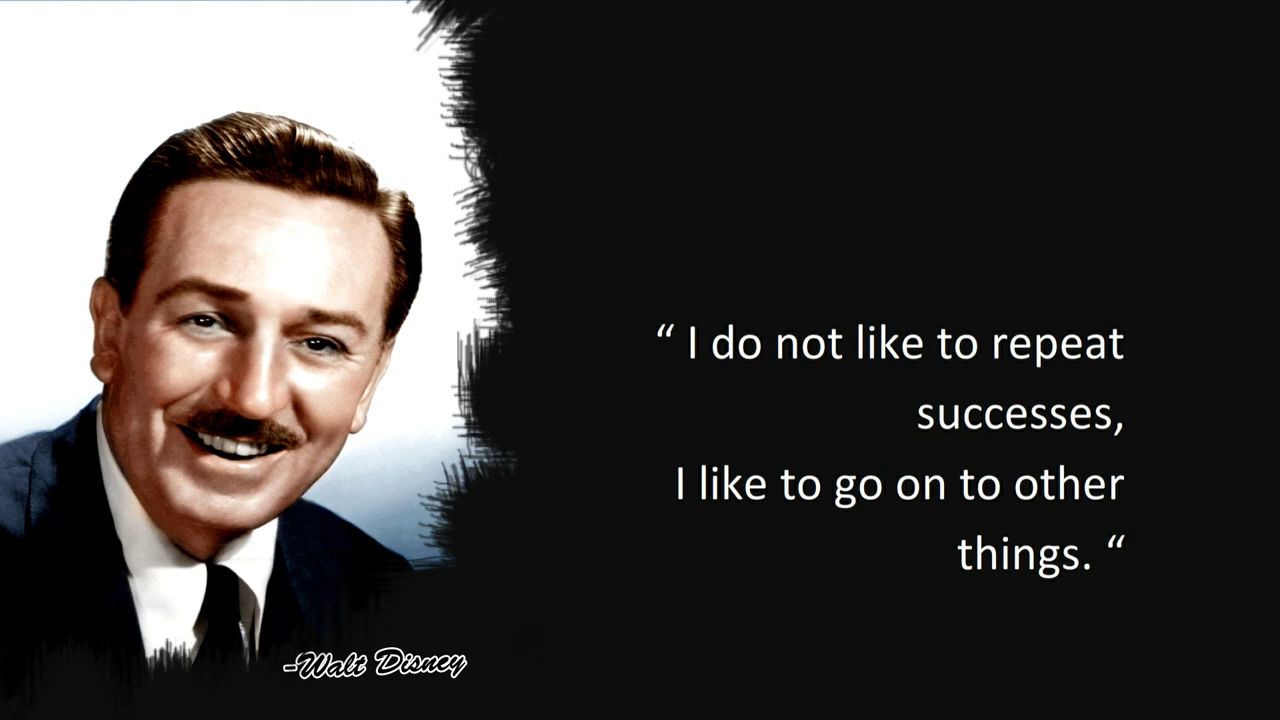 “ I do not like to repeat
successes,
I like to go on to other
things. “
-Walt Disney